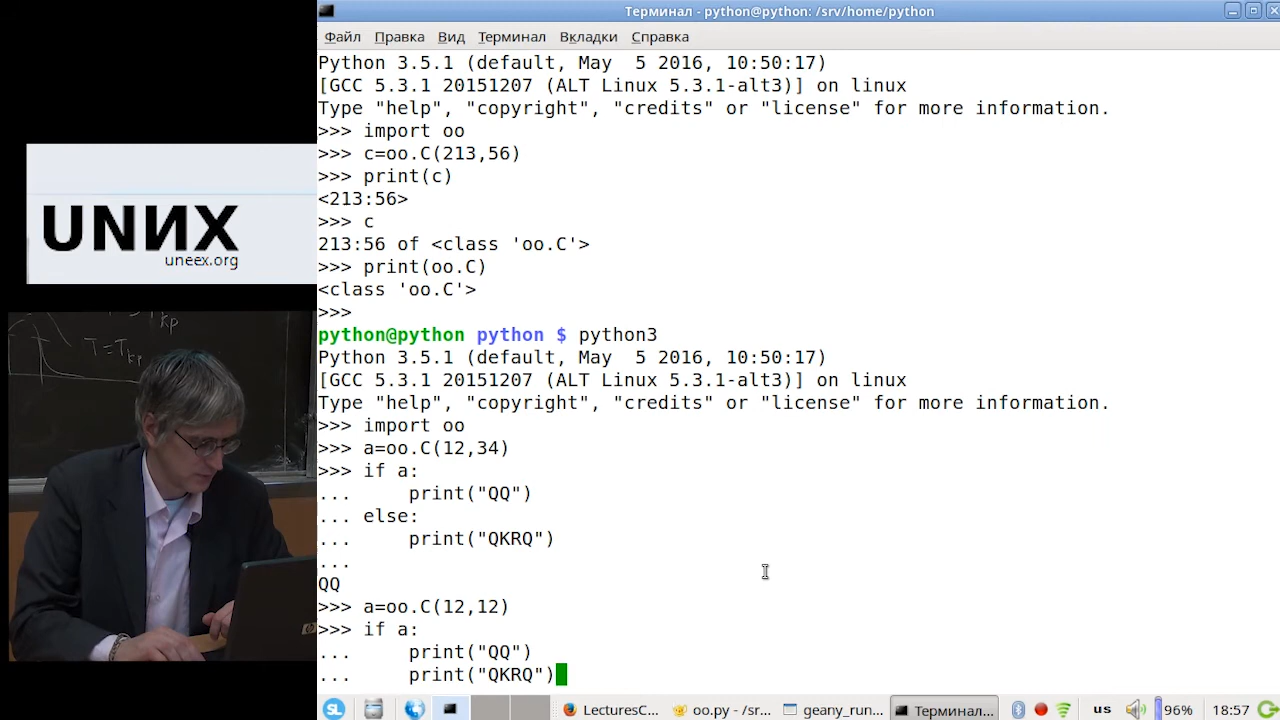 Терминал - python@python: /srv/home/python
Файл Правка Вид Терминал Вкладки Справка
Python 3.5.1 (default, May  5 2016, 10:50:17)
[GCC 5.3.1 20151207 (ALT Linux 5.3.1-alt3)] on linux
Type "help", "copyright", "credits" or "license" for more information.
>>> import oo
>>> c=oo.C(213,56)
>>> print(c)
<213:56>
>>> c
213:56 of <class 'oo.C'>
>>> print(oo.C)
<class 'oo.C'>
>>>
python@python python $ python3
Python 3.5.1 (default, May  5 2016, 10:50:17)
[GCC 5.3.1 20151207 (ALT Linux 5.3.1-alt3)] on linux
Type "help", "copyright", "credits" or "license" for more information.
>>> import oo
>>> a=oo.C(12,34)
>>> if a:
...     print("QQ")
... else:
...     print("QKRQ")
...
QQ
>>> a=oo.C(12,12)
>>> if a:
...     print("QQ")
...     print("QKRQ")
UNИX
uneex.org
T=Tкр
LecturesC... oo.py - /sr... geany_run... Терминал... us 96% 18:57